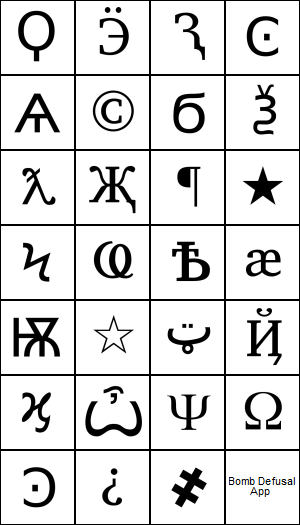 Ϙ Ӭ Ҙ Ͼ
Ѧ © б Ѯ
ƛ Җ ¶ ★
Ϟ Ҩ Ѣ æ
Ѭ ☆ ټ Ҋ
ϗ Ѽ Ψ Ω
Ͽ ¿ ҂
Bomb Defusal
App